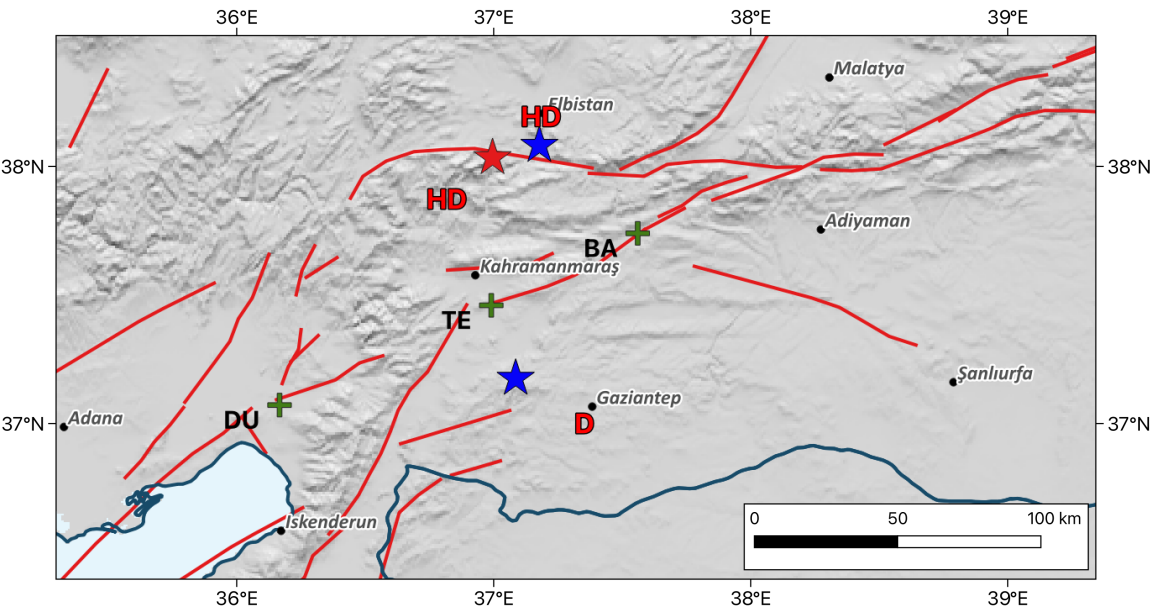 36°E 37°E 38°E 39°E
Malatya
Elbistan
HD
38°N 38°N
HD
Adiyaman
BA
Kahramanmaraş
TE
Şanlıurfa
Gaziantep
Adana
DU
D
37°N 37°N
Iskenderun
0 50 100 km
36°E 37°E 38°E 39°E